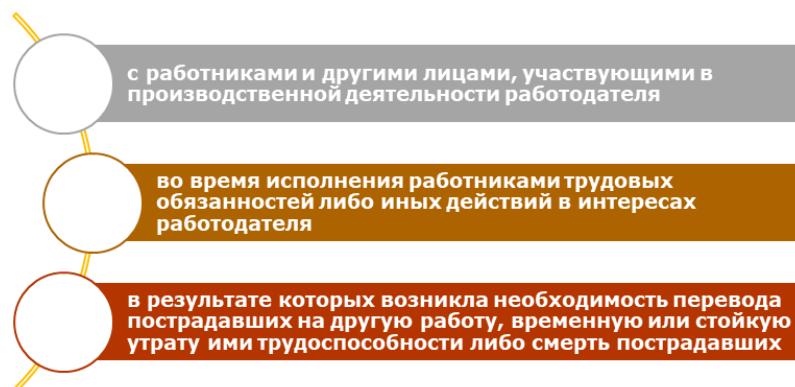 с работниками и другими лицами, участвующими в
производственной деятельности работодателя
во время исполнения работниками трудовых
обязанностей либо иных действий в интересах
работодателя
в результате которых возникла необходимость перевода
пострадавших на другую работу, временную или стойкую
утрату ими трудоспособности либо смерть пострадавших